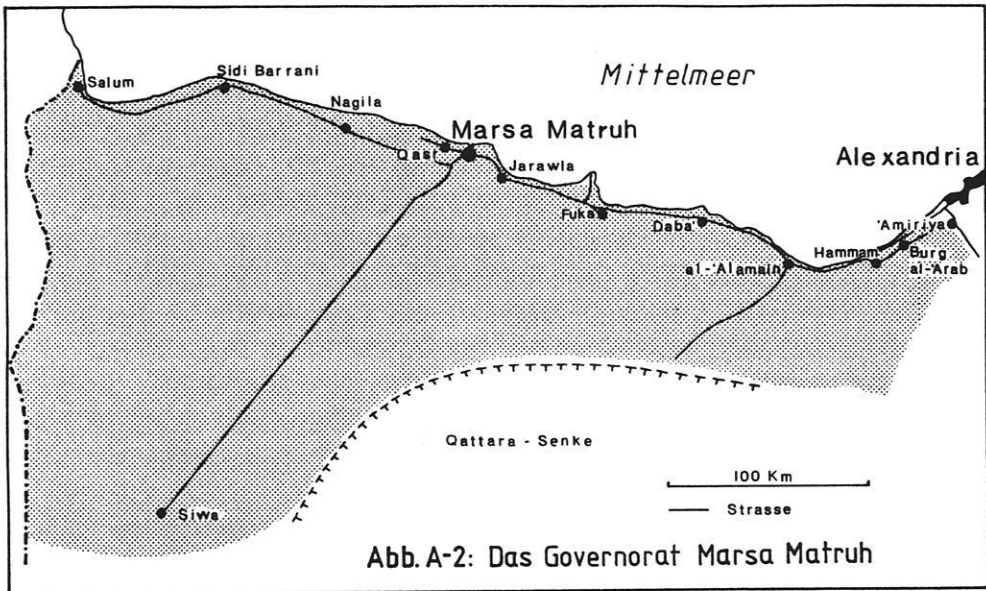 Mittelmeer
Salum
Sidi Barrani
Nagila
Qasr
Marsa Matruh
Jarawla
Fuka
Daba'
al-'Alamain
Hammam
Burg
al-'Arab
'Amiriya
Alexandria
Siwa
Qattara - Senke
100 Km
Strasse
Abb. A-2: Das Governorat Marsa Matruh